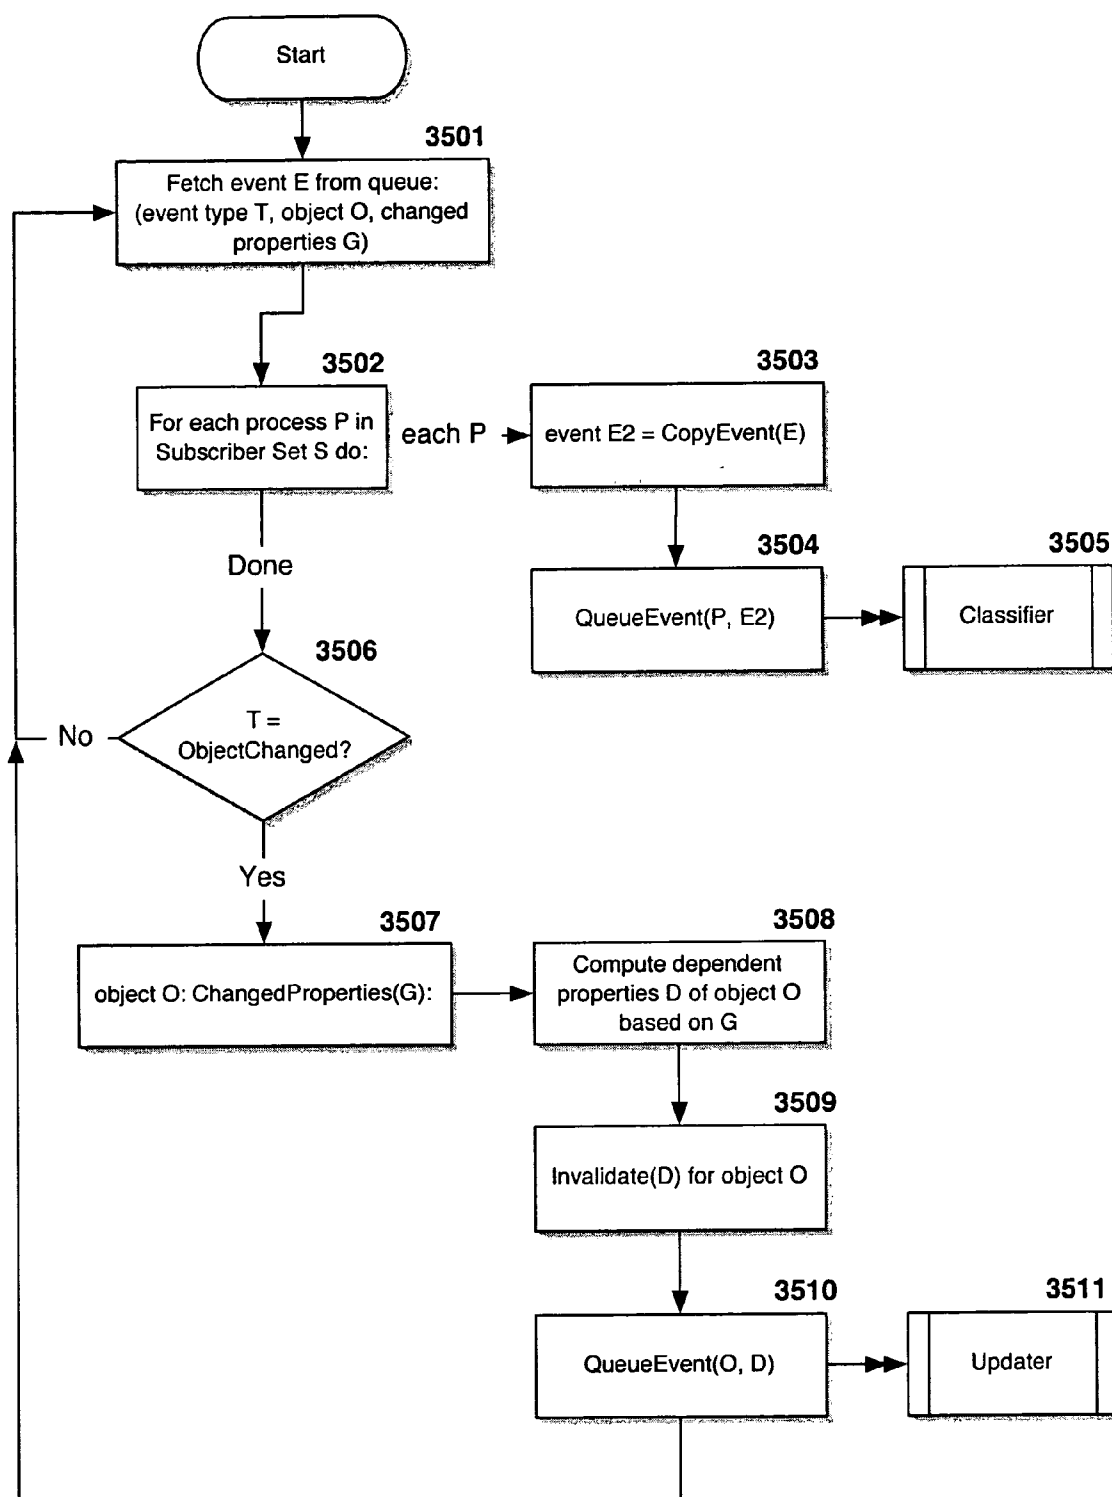 Start
3501
Fetch event E from queue:
(event type T, object O, changed
properties G)
3502
For each process P in
Subscriber Set S do:
each P
3503
event E2 = CopyEvent(E)
3504
QueueEvent(P, E2)
3505
Classifier
Done
3506
T =
ObjectChanged?
No
Yes
3507
object O: ChangedProperties(G):
3508
Compute dependent
properties D of object O
based on G
3509
Invalidate(D) for object O
3510
QueueEvent(O, D)
3511
Updater